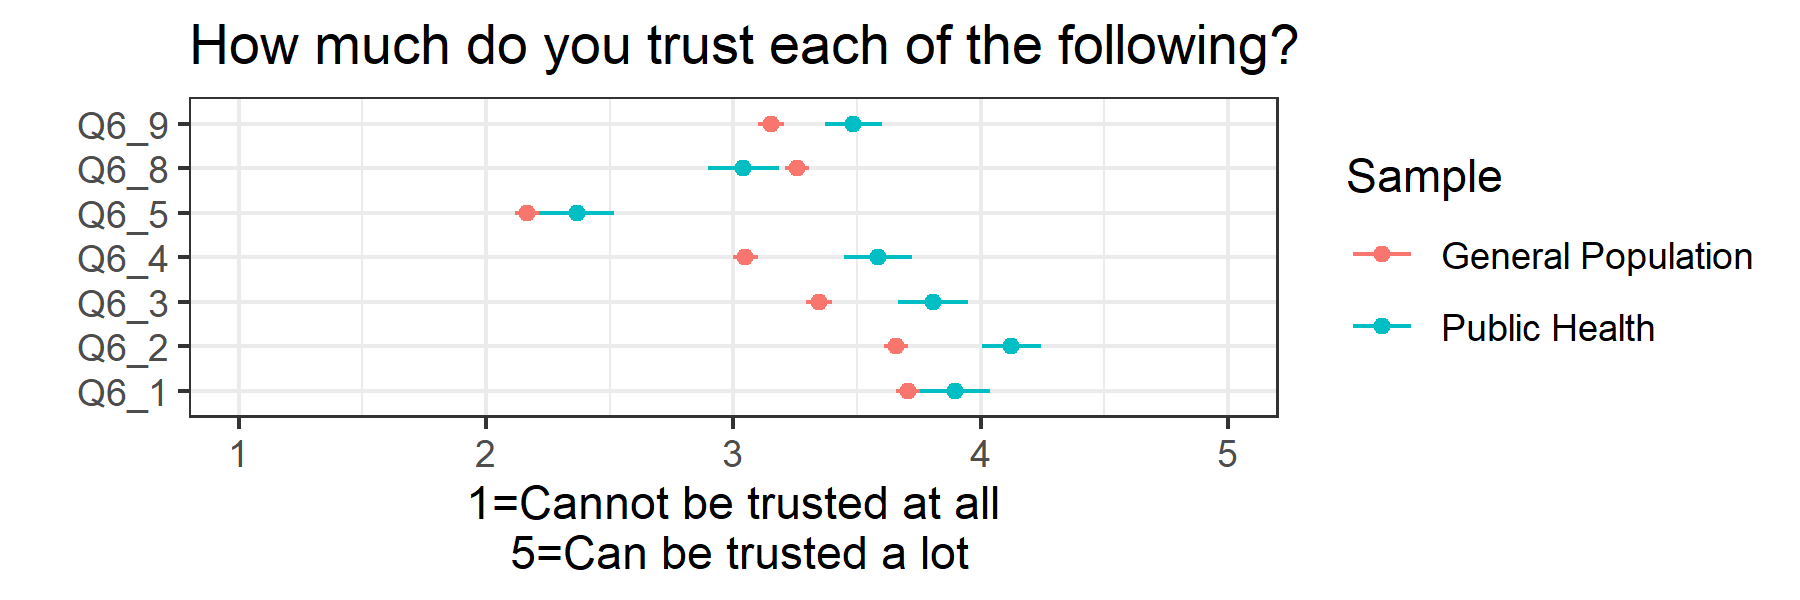 How much do you trust each of the following?
Q6_9
Q6_8
Q6_5
Q6_4
Q6_3
Q6_2
Q6_1
1 2 3 4 5
1=Cannot be trusted at all
5=Can be trusted a lot
Sample
General Population
Public Health